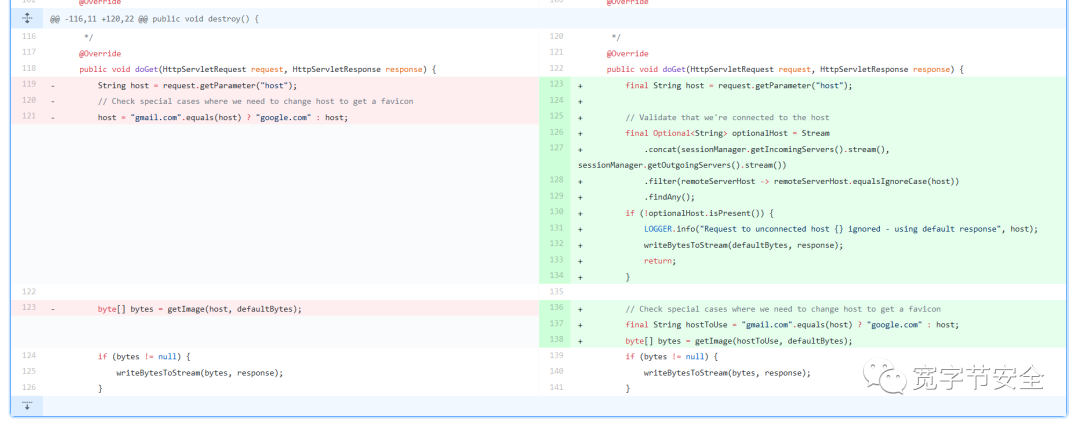 @Override
@Override
@@ -116,11 +120,22 @@ public void destroy() {
116 */
117 @Override
118 public void doGet(HttpServletRequest request, HttpServletResponse response) {
119 - String host = request.getParameter("host");
120 - // Check special cases where we need to change host to get a favicon
121 - host = "gmail.com".equals(host) ? "google.com" : host;
122
123 - byte[] bytes = getImage(host, defaultBytes);
124 if (bytes != null) {
125 writeBytesToStream(bytes, response);
126 }
120 */
121 @Override
122 public void doGet(HttpServletRequest request, HttpServletResponse response) {
123 + final String host = request.getParameter("host");
124 +
125 + // Validate that we're connected to the host
126 + final Optional<String> optionalHost = Stream
127 + .concat(sessionManager.getIncomingServers().stream(),
sessionManager.getOutgoingServers().stream())
128 + .filter(remoteServerHost -> remoteServerHost.equalsIgnoreCase(host))
129 + .findAny();
130 + if (!optionalHost.isPresent()) {
131 + LOGGER.info("Request to unconnected host {} ignored - using default response", host);
132 + writeBytesToStream(defaultBytes, response);
133 + return;
134 + }
135
136 + // Check special cases where we need to change host to get a favicon
137 + final String hostToUse = "gmail.com".equals(host) ? "google.com" : host;
138 + byte[] bytes = getImage(hostToUse, defaultBytes);
139 if (bytes != null) {
140 writeBytesToStream(bytes, response);
141 }
宽字节安全